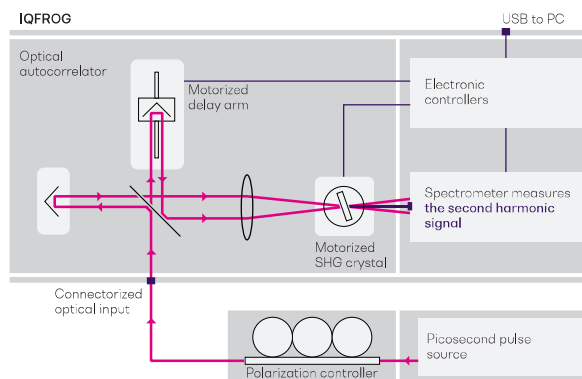 IQFROG
USB to PC
Optical
autocorrelator
Motorized
delay arm
Electronic
controllers
Spectrometer measures
the second harmonic
signal
Motorized
SHG crystal
Connectorized
optical input
Picosecond pulse
source
Polarization controller